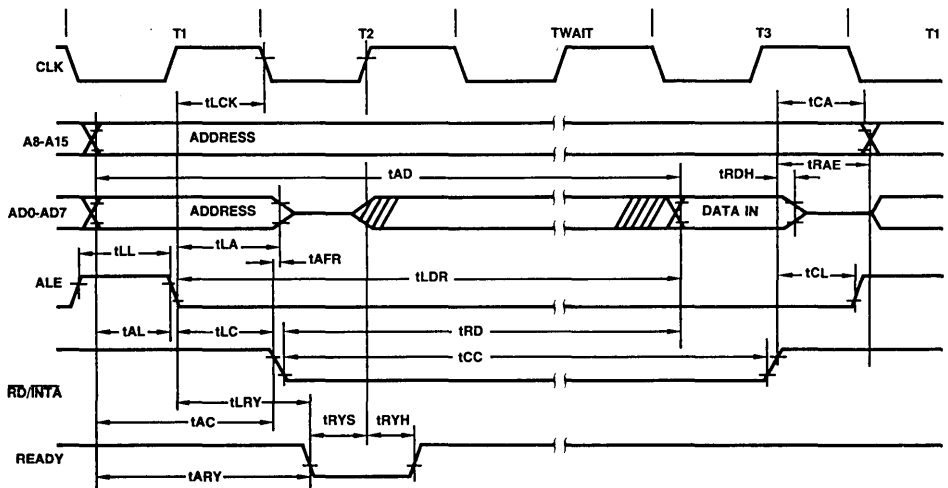 T1 T2 TWAIT T3 T1
CLK
tLCK tCA
A8-A15 ADDRESS
tAD tRDH tRAE
AD0-AD7 ADDRESS DATA IN
tLL tLA tAFR
ALE tLDR tCL
tAL tLC tRD
tCC
RD/INTA
tLRY
tAC tRYS tRYH
READY
tARY